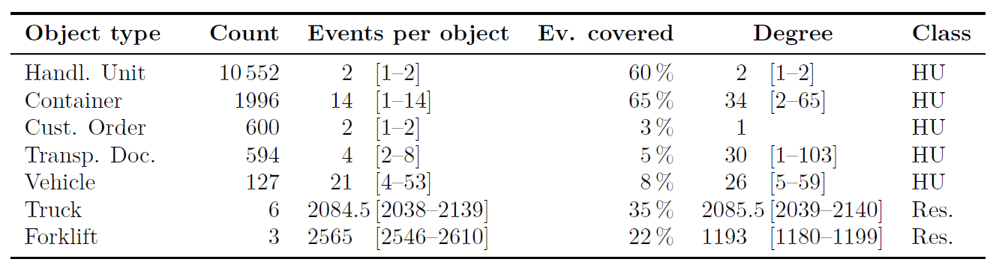 Object type Count Events per object Ev. covered Degree Class
Handl. Unit 10 552 2 [1–2] 60 % 2 [1–2] HU
Container 1996 14 [1–14] 65 % 34 [2–65] HU
Cust. Order 600 2 [1–2] 3 % 1 HU
Transp. Doc. 594 4 [2–8] 5 % 30 [1–103] HU
Vehicle 127 21 [4–53] 8 % 26 [5–59] HU
Truck 6 2084.5 [2038–2139] 35 % 2085.5 [2039–2140] Res.
Forklift 3 2565 [2546–2610] 22 % 1193 [1180–1199] Res.